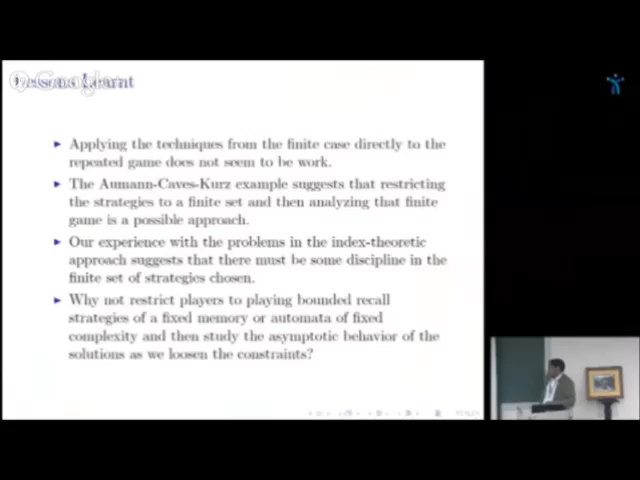 Lessons Learnt
Applying the techniques from the finite case directly to the
repeated game does not seem to be work.
The Aumann-Caves-Kurz example suggests that restricting
the strategies to a finite set and then analyzing that finite
game is a possible approach.
Our experience with the problems in the index-theoretic
approach suggests that there must be some discipline in the
finite set of strategies chosen.
Why not restrict players to playing bounded recall
strategies of a fixed memory or automata of fixed
complexity and then study the asymptotic behavior of the
solutions as we loosen the constraints?